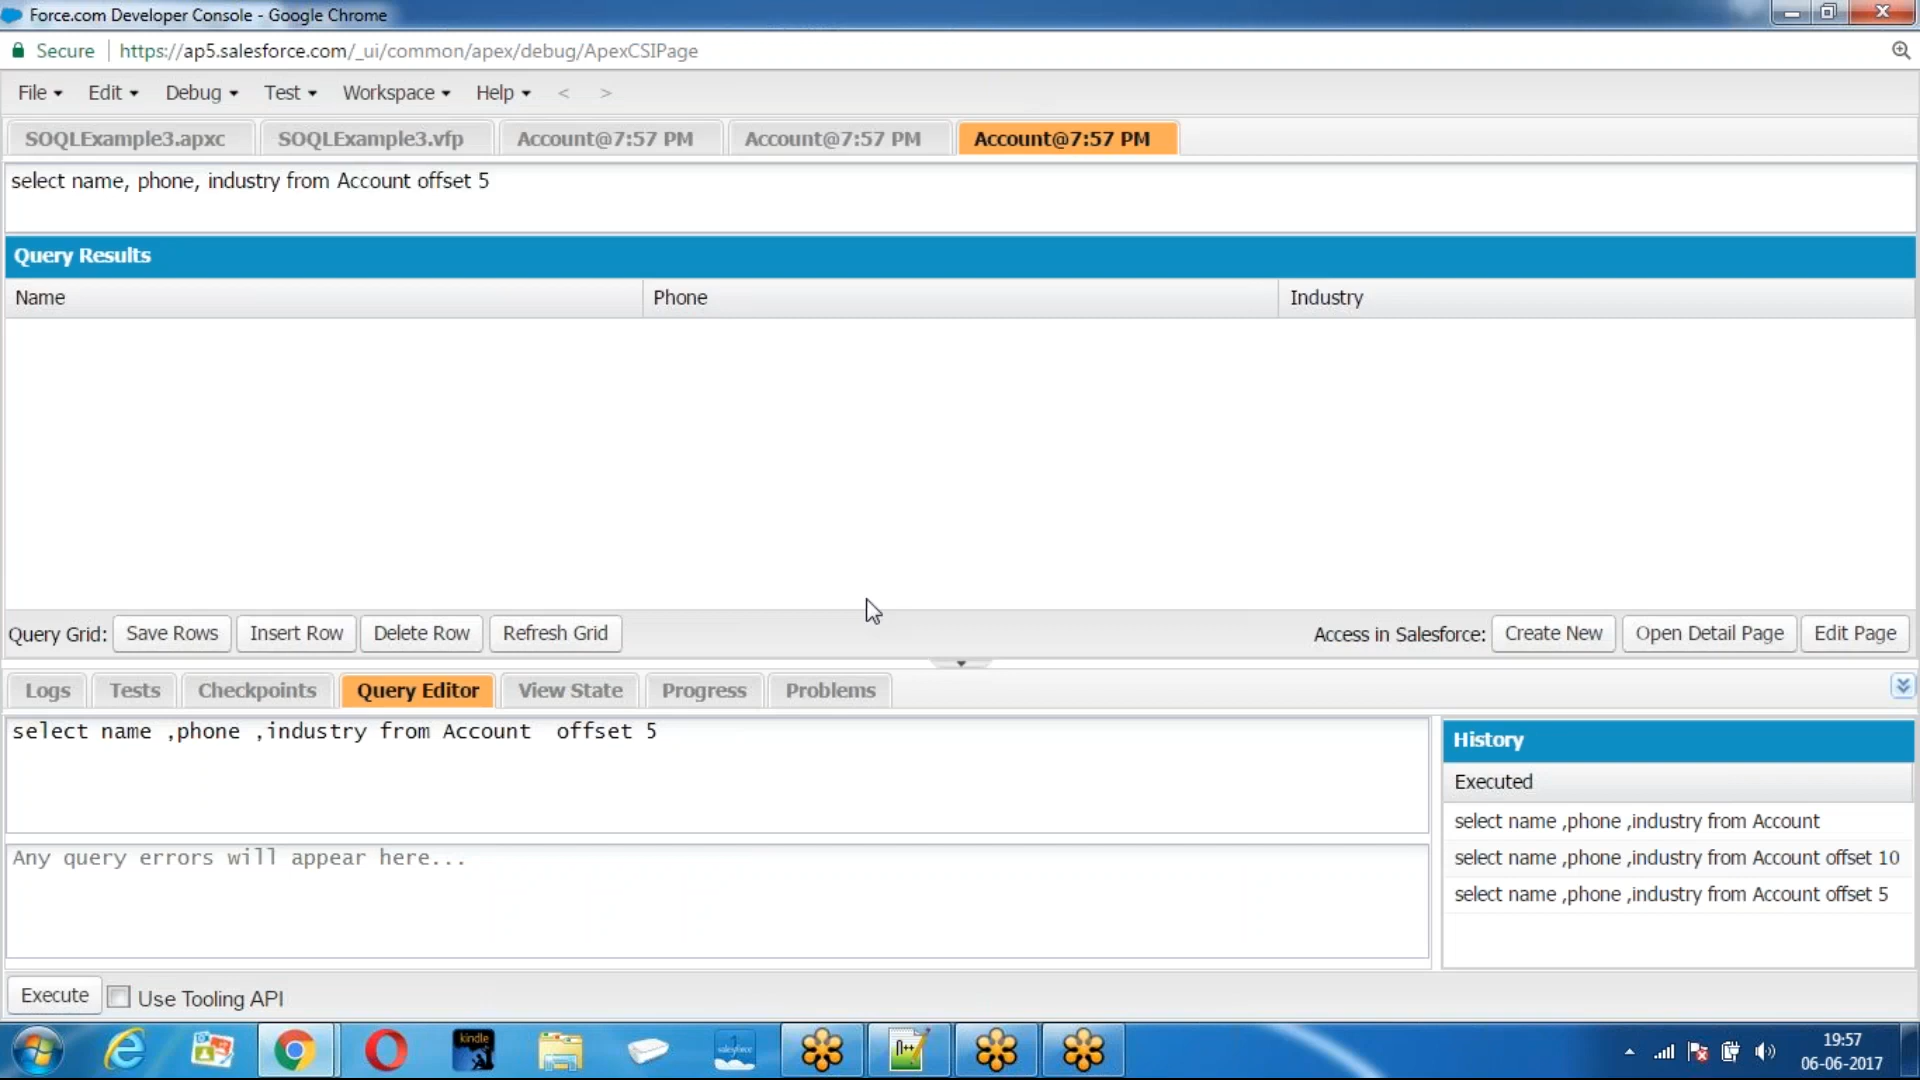 Force.com Developer Console - Google Chrome
Secure https://ap5.salesforce.com/_ui/common/apex/debug/ApexCSIPage
File Edit Debug Test Workspace Help < >
SOQLExample3.apxc SOQLExample3.vfp Account@7:57 PM Account@7:57 PM Account@7:57 PM
select name, phone, industry from Account offset 5
Query Results
Name Phone Industry
Query Grid: Save Rows Insert Row Delete Row Refresh Grid Access in Salesforce: Create New Open Detail Page Edit Page
Logs Tests Checkpoints Query Editor View State Progress Problems
select name ,phone ,industry from Account  offset 5
Any query errors will appear here...
History
Executed
select name ,phone ,industry from Account
select name ,phone ,industry from Account offset 10
select name ,phone ,industry from Account offset 5
Execute Use Tooling API
kindle
salesforce
19:57
06-06-2017